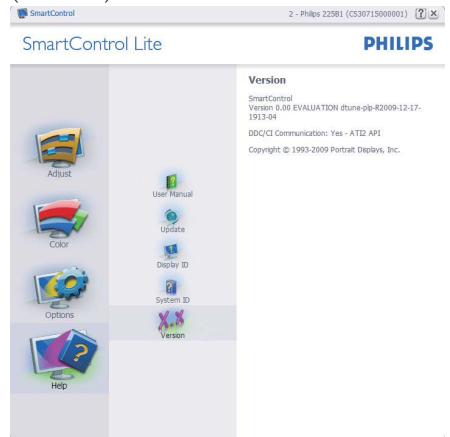 SmartControl
2 - Philips 225B1 (CS30715000001) ? X
SmartControl Lite
PHILIPS
Adjust
Color
Options
Help
User Manual
Update
Display ID
System ID
X.X
Version
Version
SmartControl
Version 0.00 EVALUATION dtune-plp-R2009-12-17-
1913-04
DDC/CI Communication: Yes - ATI2 API
Copyright © 1993-2009 Portrait Displays, Inc.